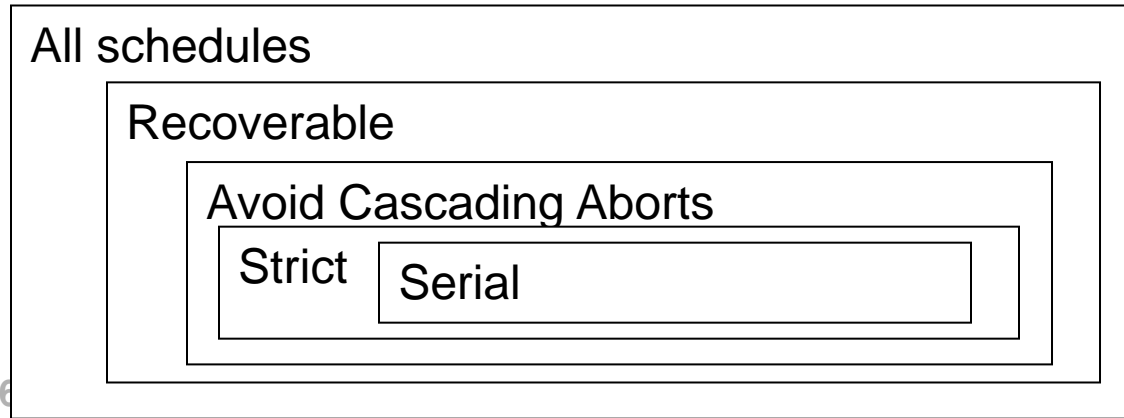 All schedules
Recoverable
Avoid Cascading Aborts
Strict
Serial